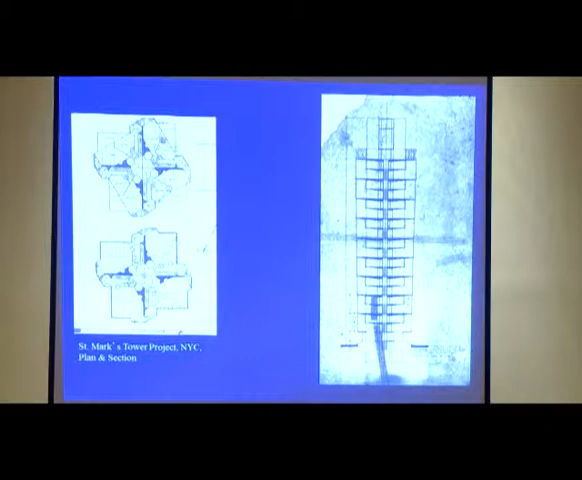 St. Mark's Tower Project, NYC,
Plan & Section